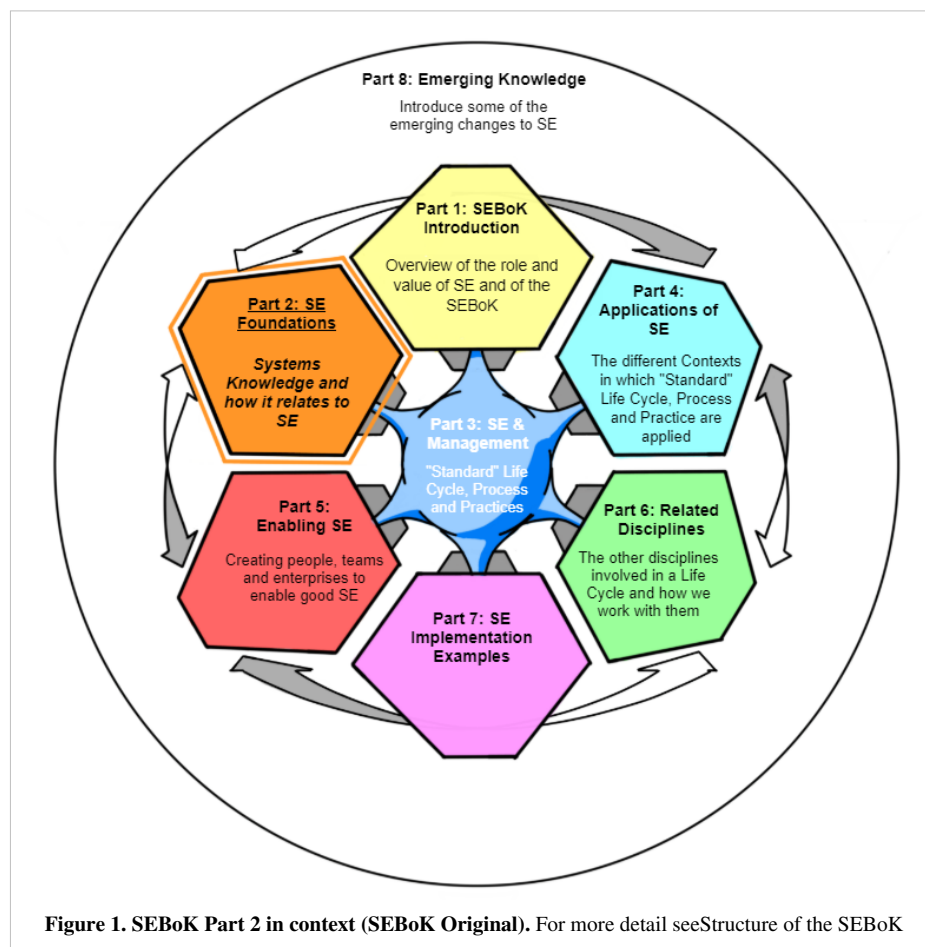 Part 8: Emerging Knowledge
Introduce some of the
emerging changes to SE
Part 1: SEBoK
Introduction
Overview of the role and
value of SE and of the
SEBoK
Part 2: SE
Foundations
Systems
Knowledge and
how it relates to
SE
Part 4:
Applications of
SE
The different Contexts
in which "Standard"
Life Cycle, Process
and Practice are
applied
Part 3: SE &
Management
"Standard" Life
Cycle, Process
and Practices
Part 5:
Enabling SE
Creating people, teams
and enterprises to
enable good SE
Part 6: Related
Disciplines
The other disciplines
involved in a Life
Cycle and how we
work with them
Part 7: SE
Implementation
Examples
Figure 1. SEBoK Part 2 in context (SEBoK Original). For more detail seeStructure of the SEBoK